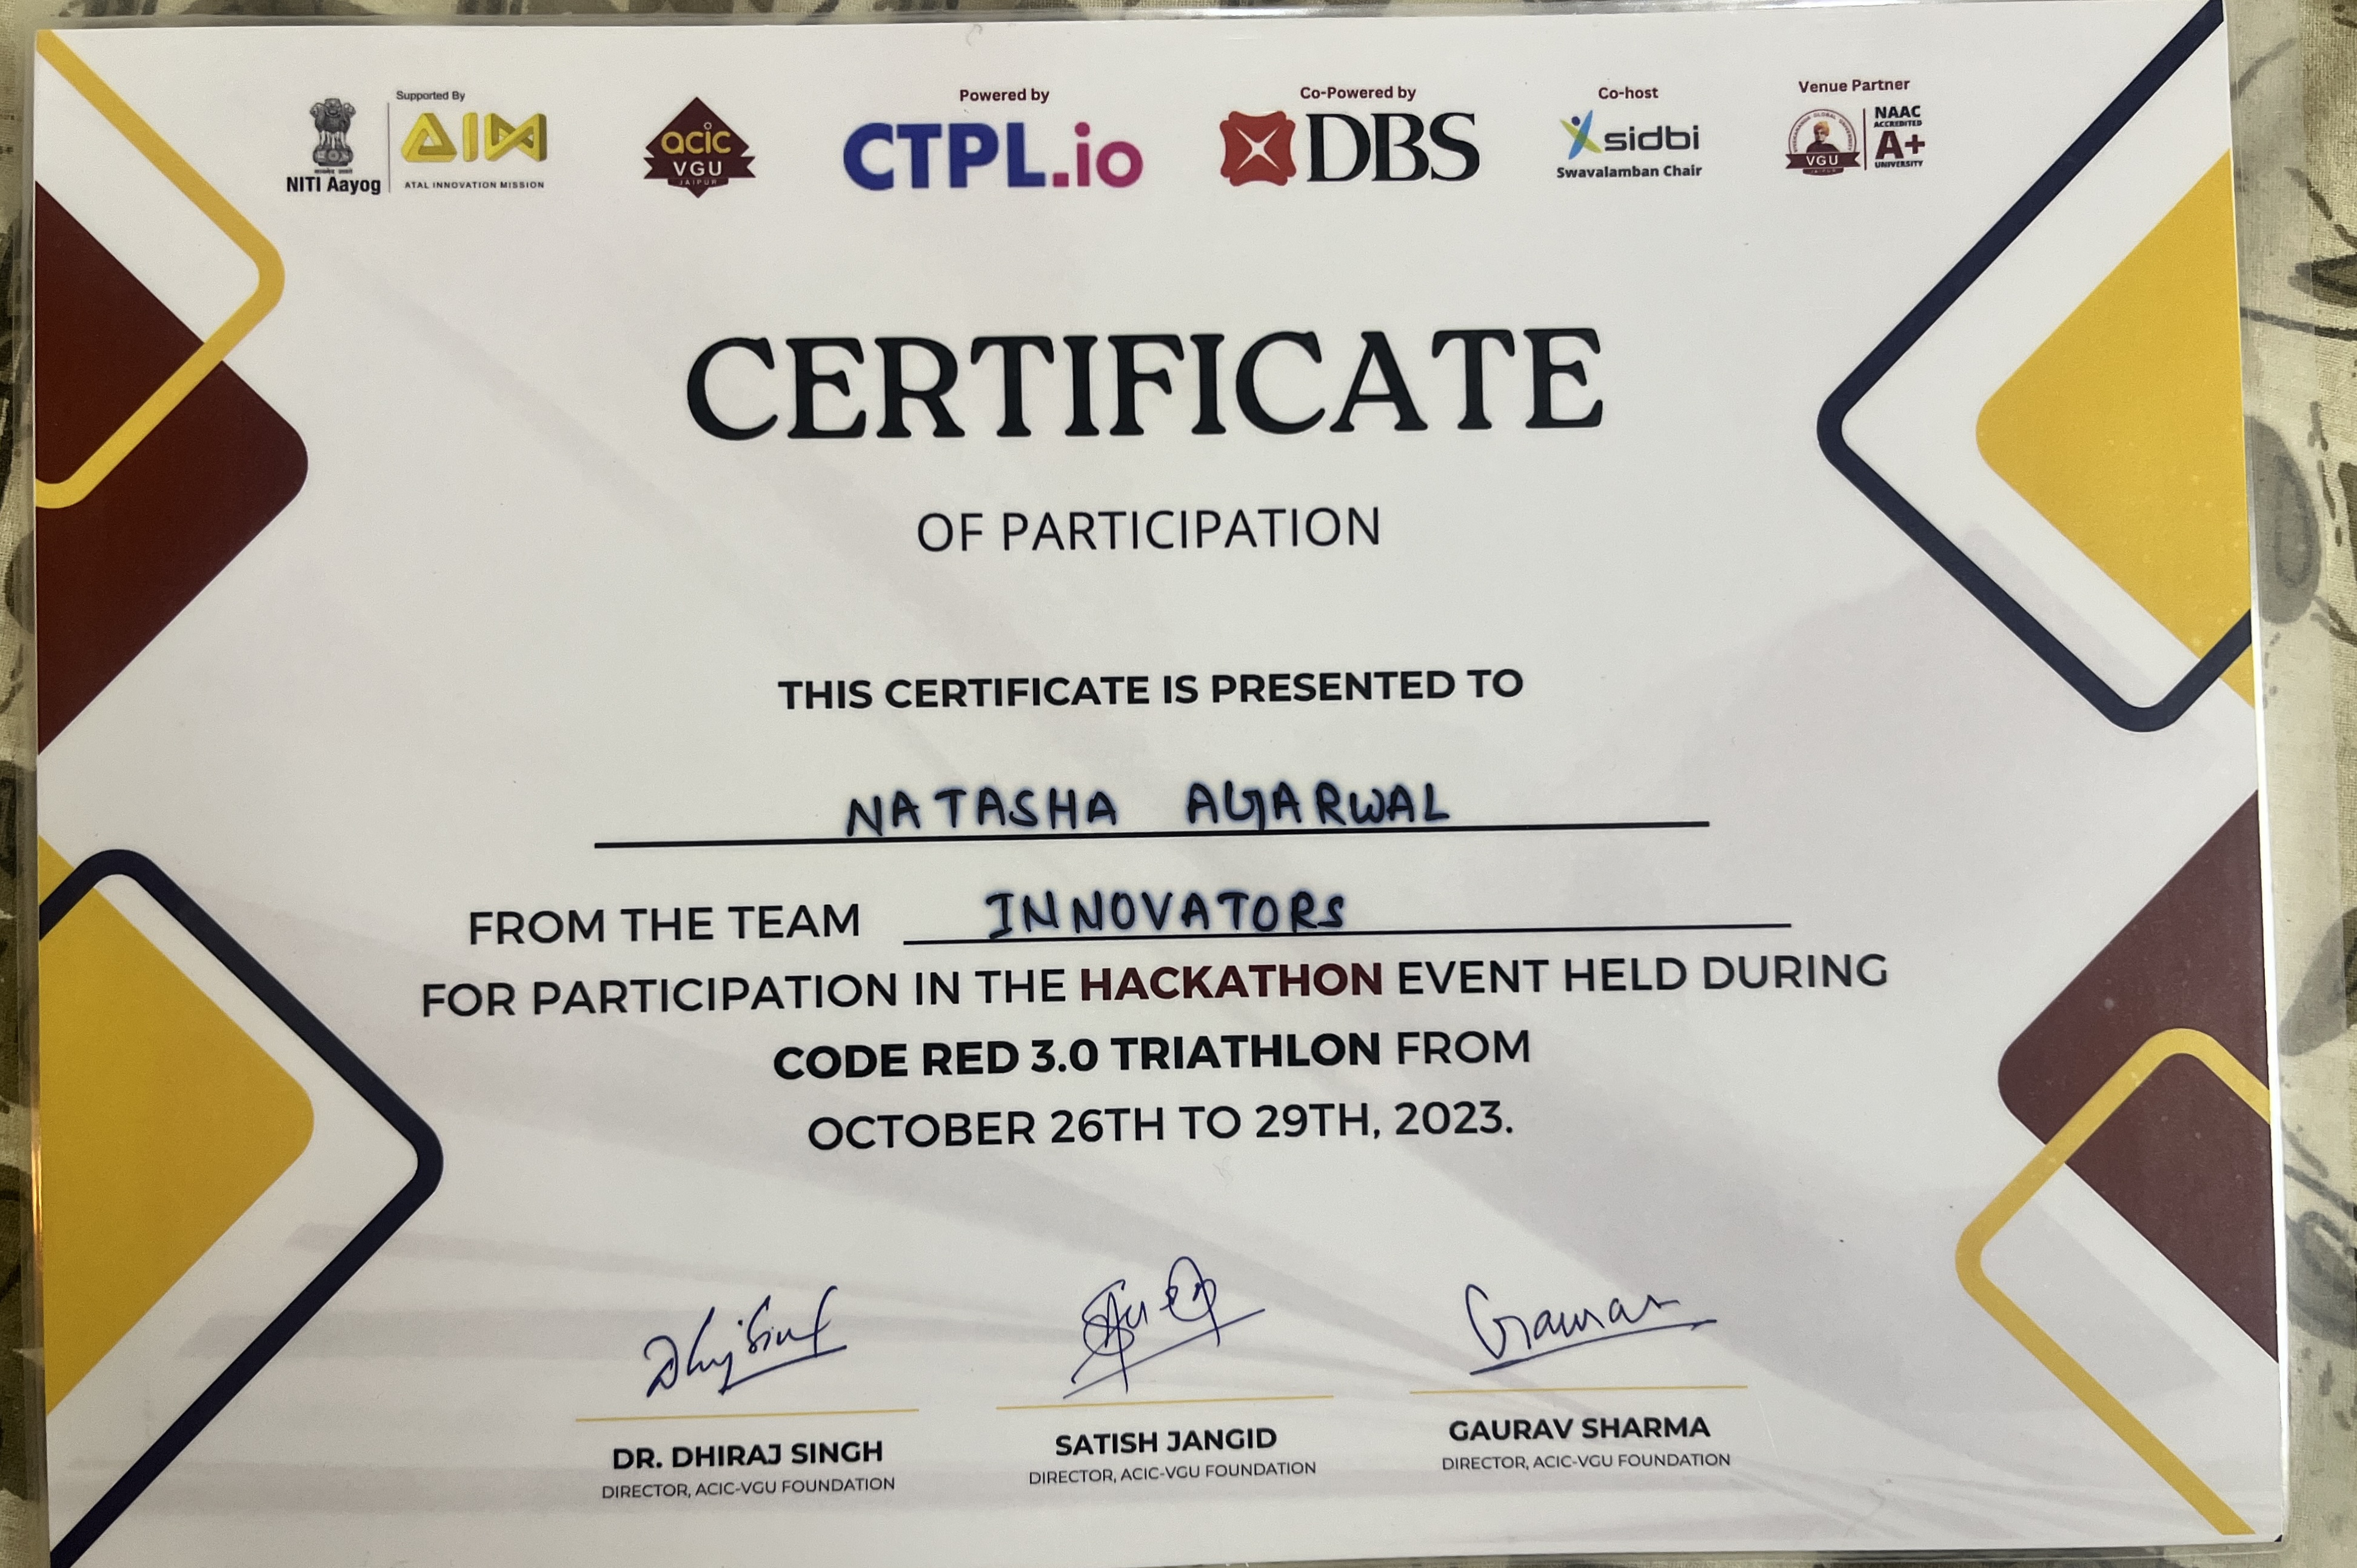 Supported By
NITI Aayog
AIM
ATAL INNOVATION MISSION
acic
VGU
JAIPUR
Powered by
CTPL.io
Co-Powered by
DBS
Co-host
sidbi
Swavalamban Chair
Venue Partner
VIVEKANANDA GLOBAL UNIVERSITY
VGU
NAAC
ACCREDITED
A+
UNIVERSITY
CERTIFICATE
OF PARTICIPATION
THIS CERTIFICATE IS PRESENTED TO
NATASHA AGARWAL
FROM THE TEAM INNOVATORS
FOR PARTICIPATION IN THE HACKATHON EVENT HELD DURING
CODE RED 3.0 TRIATHLON FROM
OCTOBER 26TH TO 29TH, 2023.
Gaurav
DR. DHIRAJ SINGH
DIRECTOR, ACIC-VGU FOUNDATION
SATISH JANGID
DIRECTOR, ACIC-VGU FOUNDATION
GAURAV SHARMA
DIRECTOR, ACIC-VGU FOUNDATION